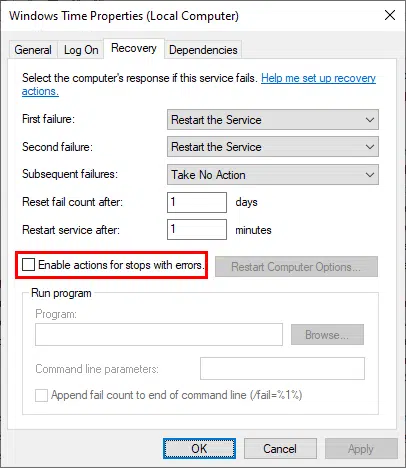 Windows Time Properties (Local Computer)
General Log On Recovery Dependencies
Select the computer's response if this service fails. Help me set up recovery
actions.
First failure: Restart the Service
Second failure: Restart the Service
Subsequent failures: Take No Action
Reset fail count after: 1 days
Restart service after: 1 minutes
Enable actions for stops with errors. Restart Computer Options...
Run program
Program:
Browse...
Command line parameters:
Append fail count to end of command line (/fail=%1%)
OK Cancel Apply